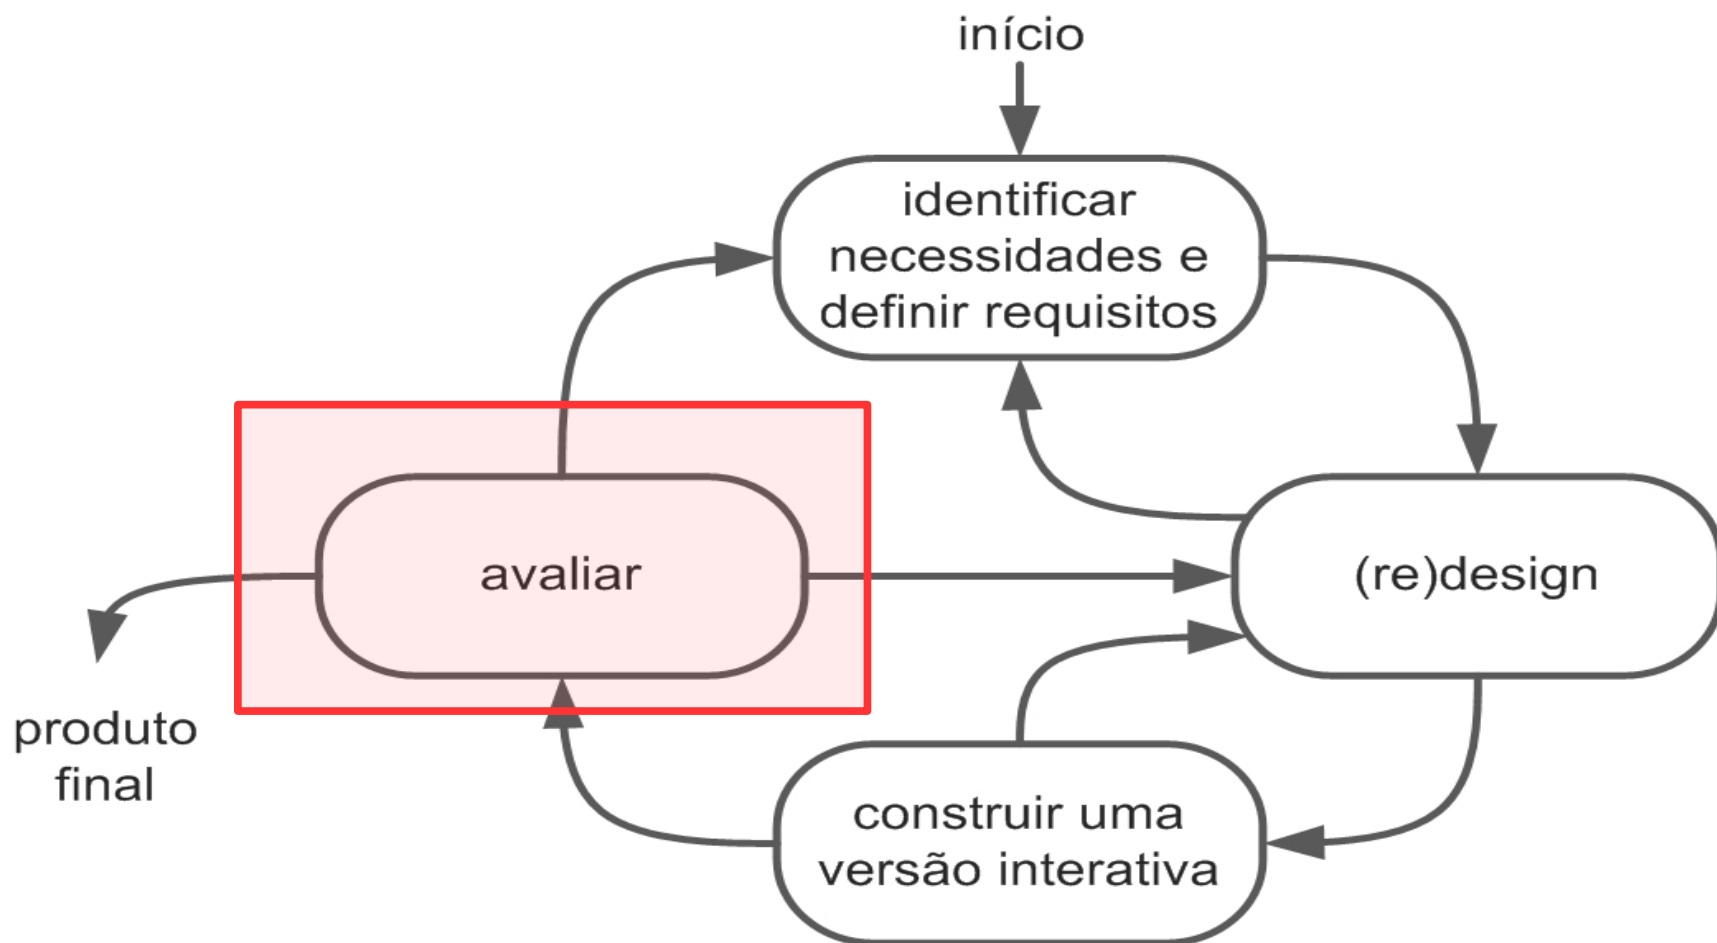 início
identificar
necessidades e
definir requisitos
avaliar
(re)design
produto
final
construir uma
versão interativa